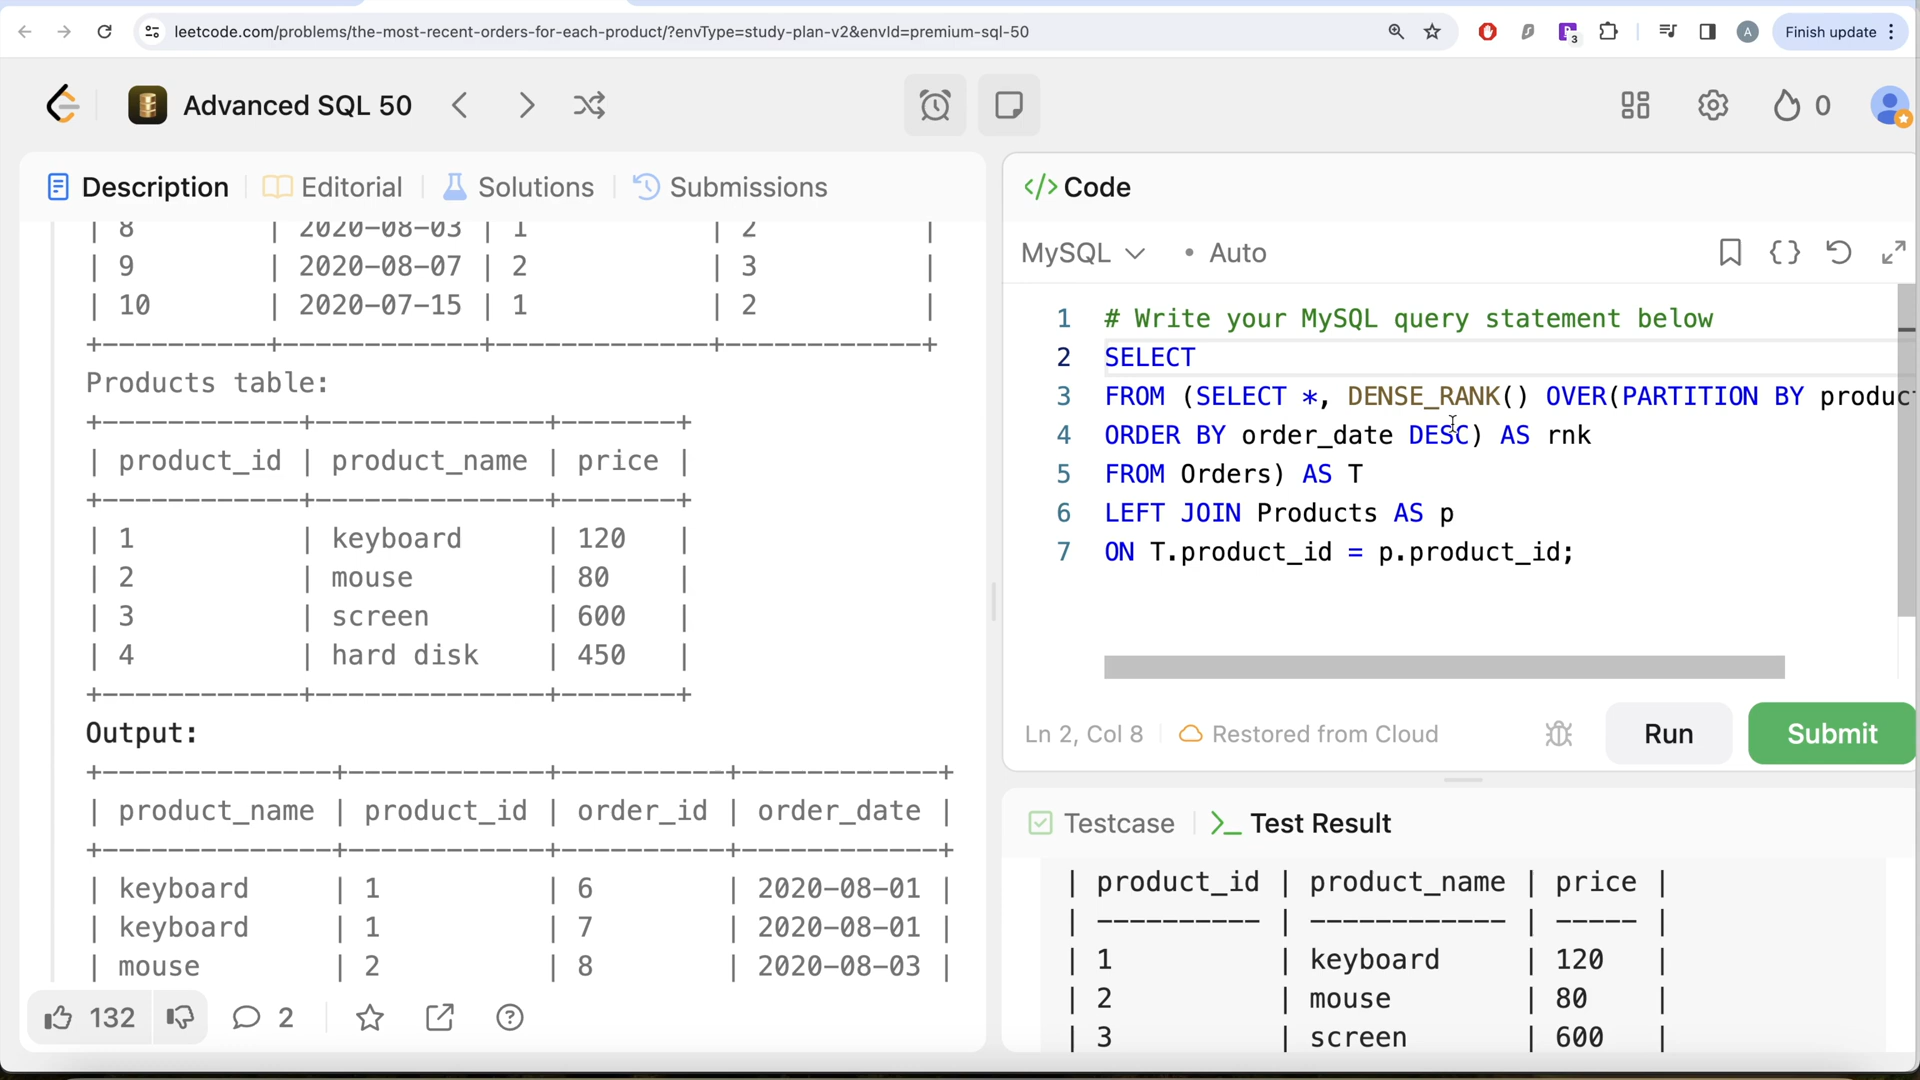 leetcode.com/problems/the-most-recent-orders-for-each-product/?envType=study-plan-v2&envId=premium-sql-50
3
A
Finish update
Advanced SQL 50
0
Description | Editorial | Solutions | Submissions
| 8 | 2020-08-03 | 1 | 2 |
| 9 | 2020-08-07 | 2 | 3 |
| 10 | 2020-07-15 | 1 | 2 |
+-----------+------------+-------------+------------+
Products table:
+------------+--------------+-------+
| product_id | product_name | price |
+------------+--------------+-------+
| 1 | keyboard | 120 |
| 2 | mouse | 80 |
| 3 | screen | 600 |
| 4 | hard disk | 450 |
+------------+--------------+-------+
Output:
+--------------+------------+----------+------------+
| product_name | product_id | order_id | order_date |
+--------------+------------+----------+------------+
| keyboard | 1 | 6 | 2020-08-01 |
| keyboard | 1 | 7 | 2020-08-01 |
| mouse | 2 | 8 | 2020-08-03 |
132
2
</> Code
MySQL • Auto
1 # Write your MySQL query statement below
2 SELECT
3 FROM (SELECT *, DENSE_RANK() OVER(PARTITION BY produc
4 ORDER BY order_date DESC) AS rnk
5 FROM Orders) AS T
6 LEFT JOIN Products AS p
7 ON T.product_id = p.product_id;
Ln 2, Col 8 | Restored from Cloud
Run
Submit
Testcase | >_ Test Result
| product_id | product_name | price |
| ---------- | ------------ | ----- |
| 1 | keyboard | 120 |
| 2 | mouse | 80 |
| 3 | screen | 600 |